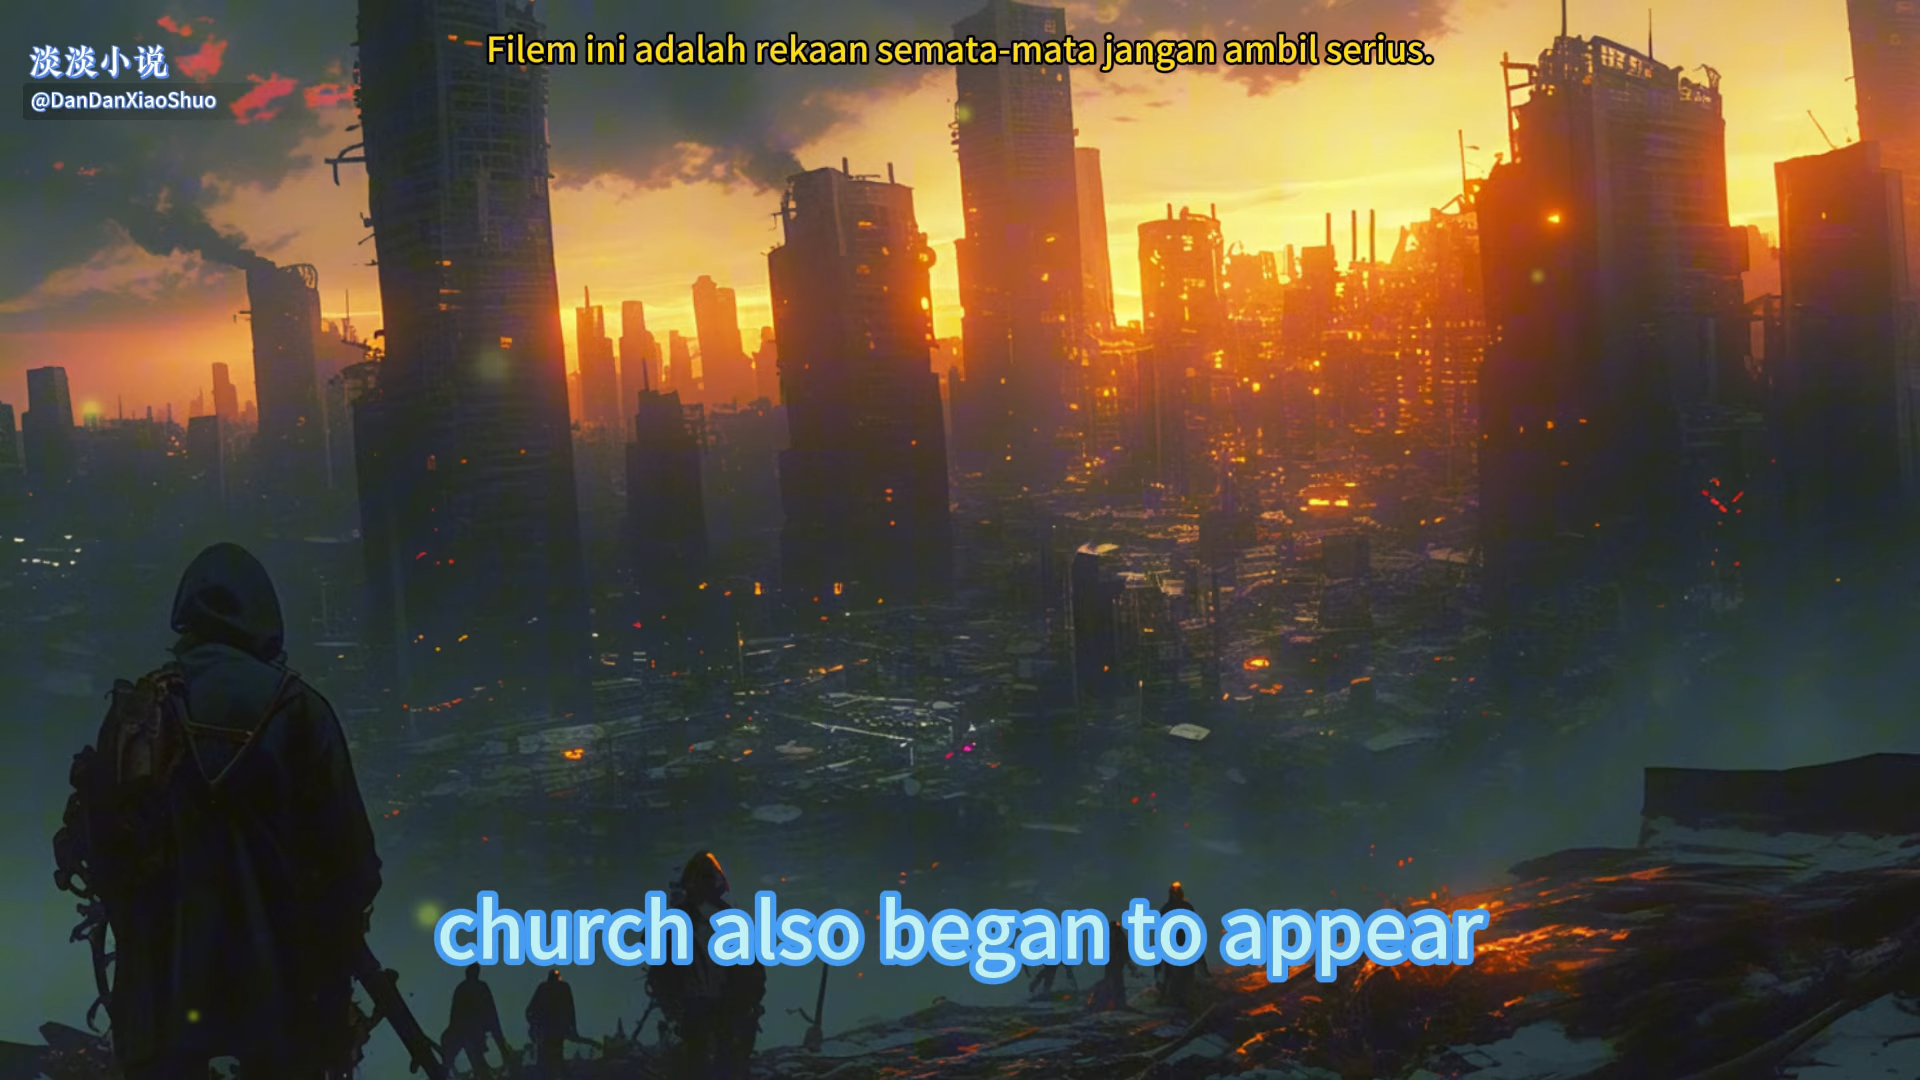 淡淡小说
@DanDanXiaoShuo
Filem ini adalah rekaan semata-mata jangan ambil serius.
church also began to appear